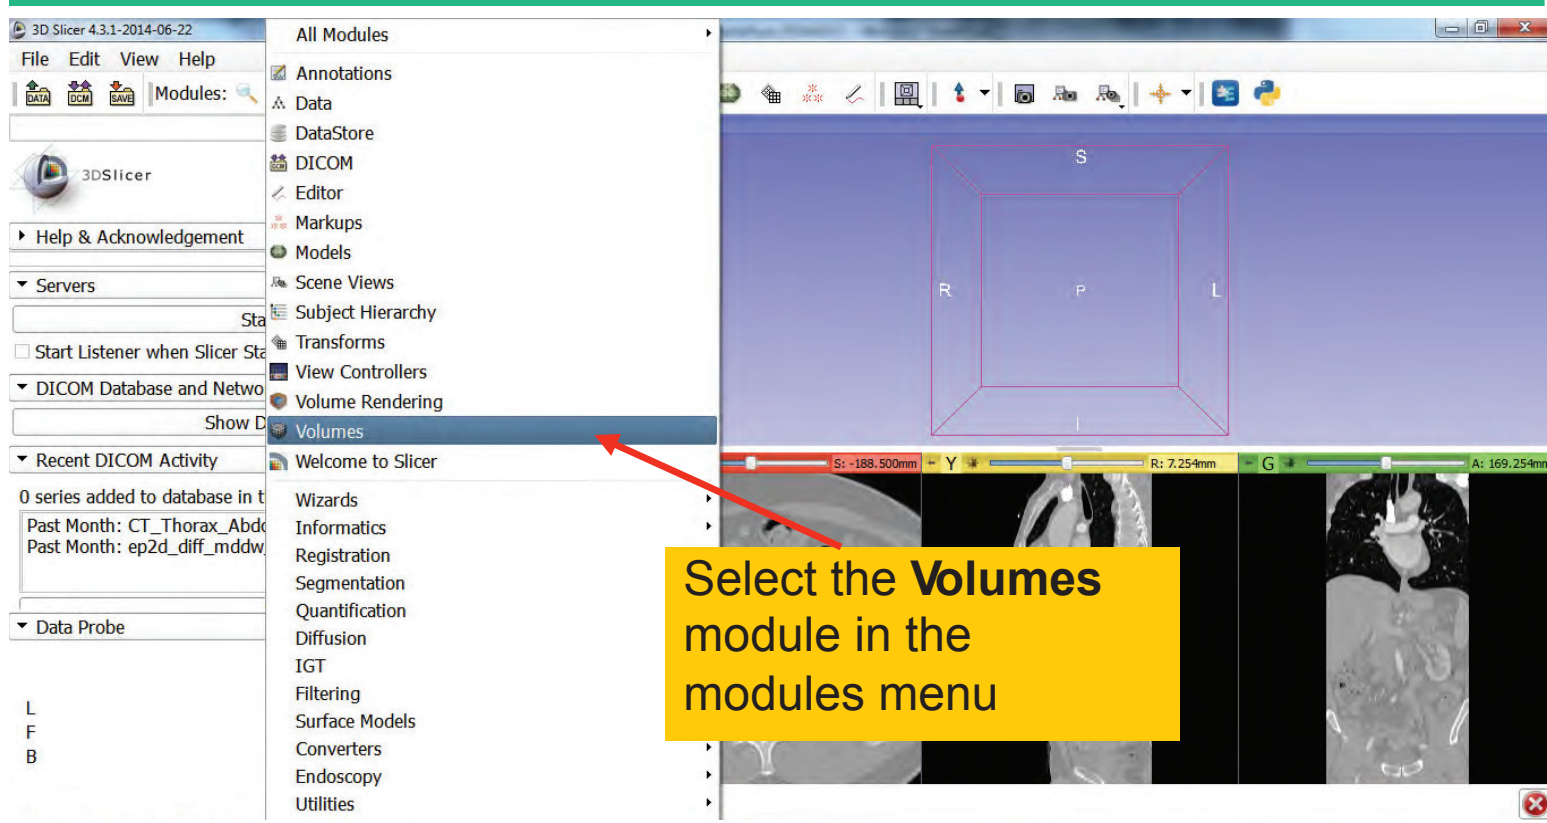 3D Slicer 4.3.1-2014-06-22
File Edit View Help
DATA DCM SAVE Modules:
3DSlicer
Help & Acknowledgement
Servers
Sta
Start Listener when Slicer Sta
DICOM Database and Netwo
Show D
Recent DICOM Activity
0 series added to database in t
Past Month: CT_Thorax_Abdo
Past Month: ep2d_diff_mddw_
Data Probe
L
F
B
All Modules
Annotations
Data
DataStore
DICOM
Editor
Markups
Models
Scene Views
Subject Hierarchy
Transforms
View Controllers
Volume Rendering
Volumes
Welcome to Slicer
Wizards
Informatics
Registration
Segmentation
Quantification
Diffusion
IGT
Filtering
Surface Models
Converters
Endoscopy
Utilities
S
R P L
I
S: -188.500mm Y R: 7.254mm G A: 169.254mm
Select the Volumes
module in the
modules menu